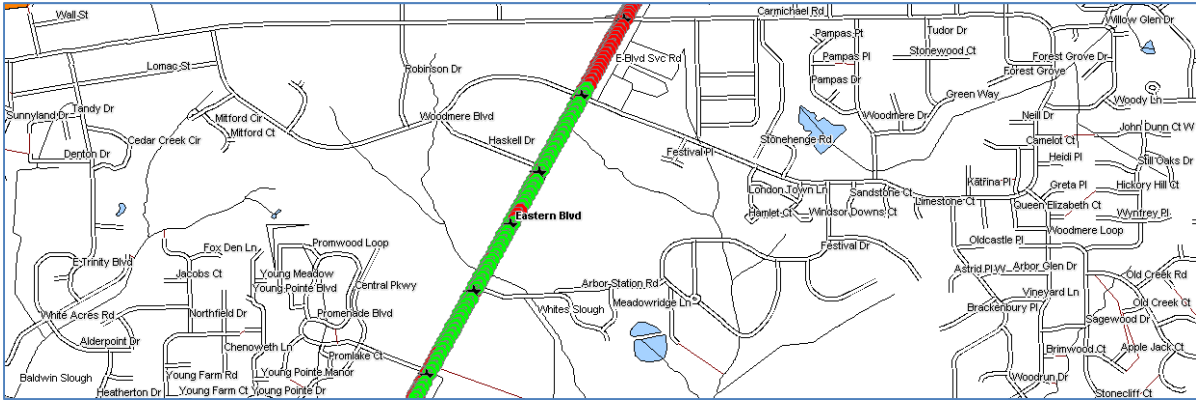 Wall St
Carmichael Rd
Willow Glen Dr
Pampas Pt
Tudor Dr
Stonewood Ct
Forest Grove Dr
E-Blvd Svc Rd
Pampas Pl
Lomac St
Robinson Dr
Forest Grove
Pampas Dr
Green Way
Woody Ln
Tandy Dr
Sunnyland Dr
Mitford Cir
Woodmere Blvd
Woodmere Dr
Neil Dr
Mitford Ct
John Dunn Ct W
Cedar Creek Cir
Haskell Dr
Stonehenge Rd
Camelot Ct
Denton Dr
Festival Pl
Heidi Pl
Still Oaks Dr
Katrina Pl
Greta Pl
Hickory Hill Ct
London Town Ln
Sandstone Ct
Limestone Ct
Queen Elizabeth Ct
Hamlet Ct
Windsor Downs Ct
Wynfrey Pl
Eastern Blvd
Woodmere Loop
Fox Den Ln
Promwood Loop
Festival Dr
Oldcastle Pl
E Trinity Blvd
Jacobs Ct
Young Meadow
Astrid Pl W
Arbor Glen Dr
Old Creek Rd
Young Pointe Blvd
Central Pkwy
Arbor Station Rd
Vineyard Ln
Meadowridge Ln
Old Creek Ct
White Acres Rd
Northfield Dr
Promenade Blvd
Whites Slough
Brackenbury Pl
Sagewood Dr
Alderpoint Dr
Chenoweth Ln
Promlake Ct
Brimwood Ct
Apple Jack Ct
Baldwin Slough
Young Farm Rd
Young Pointe Manor
Woodrun Dr
Heatherton Dr
Young Farm Ct
Young Pointe Dr
Stonecliff Ct